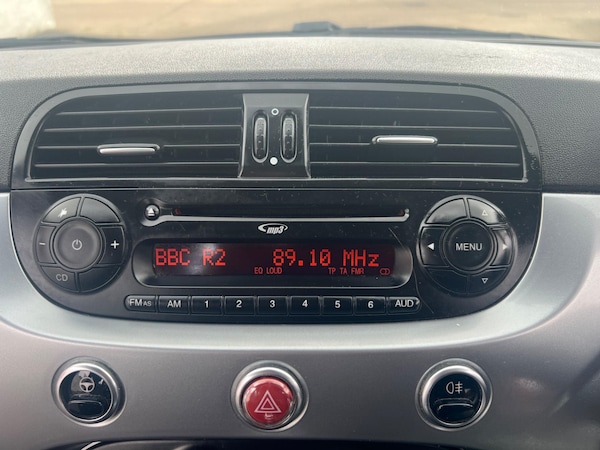 mp3
BBC R2 89.10 MHz
EQ LOUD TP TA FMR
- + MENU
CD
FM AS AM 1 2 3 4 5 6 AUD